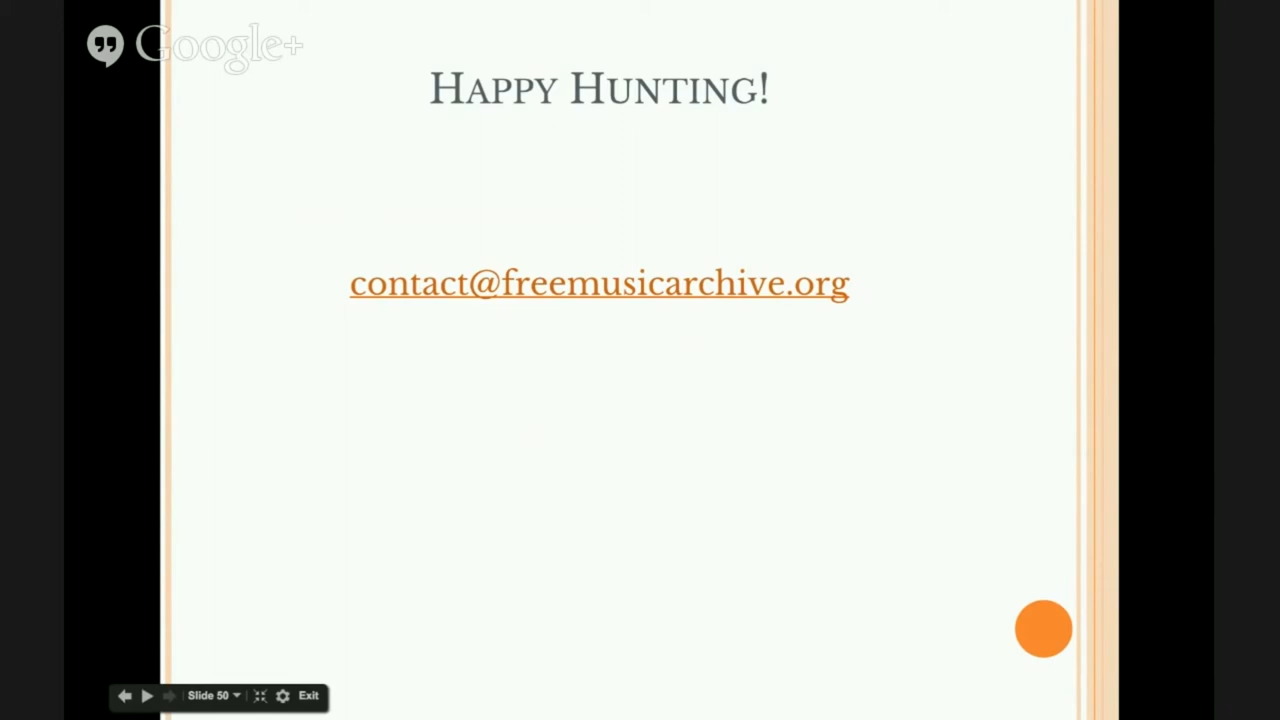 Google+
HAPPY HUNTING!
contact@freemusicarchive.org
Slide 50
Exit